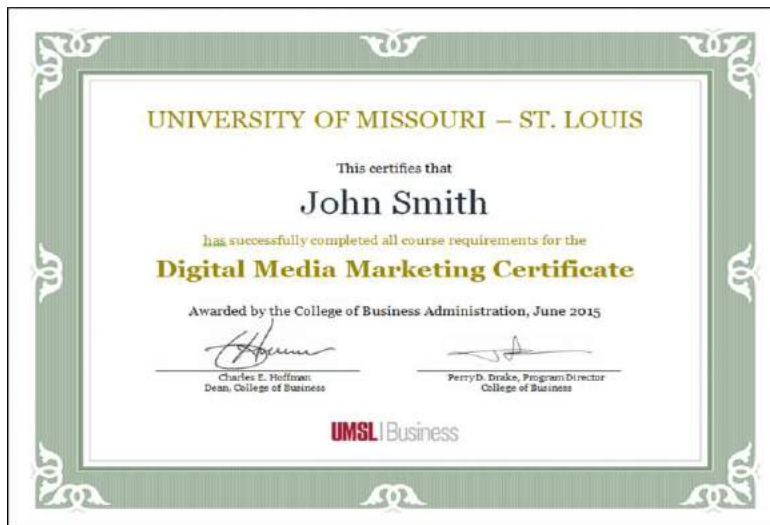 UNIVERSITY OF MISSOURI – ST. LOUIS
This certifies that
John Smith
has successfully completed all course requirements for the
Digital Media Marketing Certificate
Awarded by the College of Business Administration, June 2015
Charles E. Hoffman
Dean, College of Business
Perry D. Drake, Program Director
College of Business
UMSL | Business